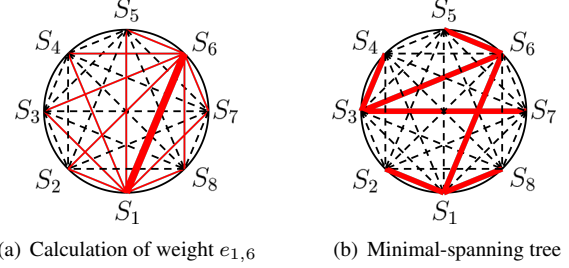 S₅ S₅
S₄ S₆ S₄ S₆
S₃ S₇ S₃ S₇
S₂ S₈ S₂ S₈
S₁ S₁
(a) Calculation of weight e₁,₆ (b) Minimal-spanning tree